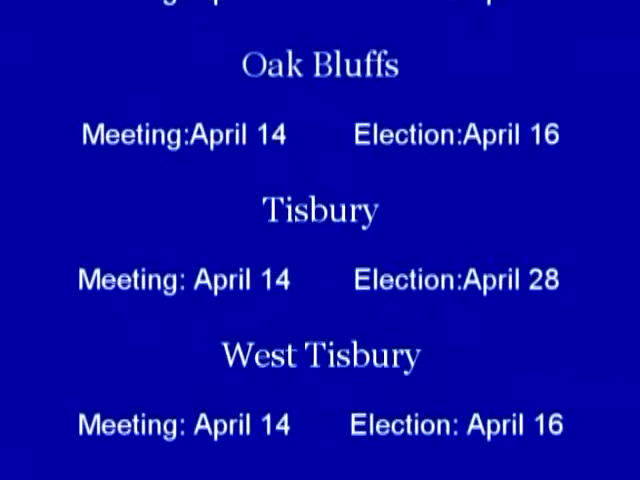 Oak Bluffs
Meeting:April 14 Election:April 16
Tisbury
Meeting: April 14 Election:April 28
West Tisbury
Meeting: April 14 Election: April 16